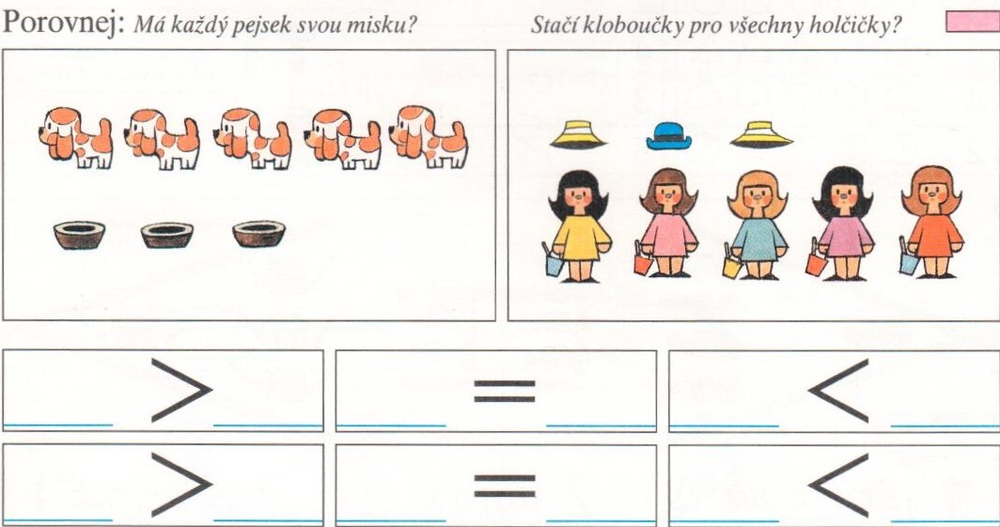 Porovnej: Má každý pejsek svou misku?
Stačí kloboučky pro všechny holčičky?
> = <
> = <